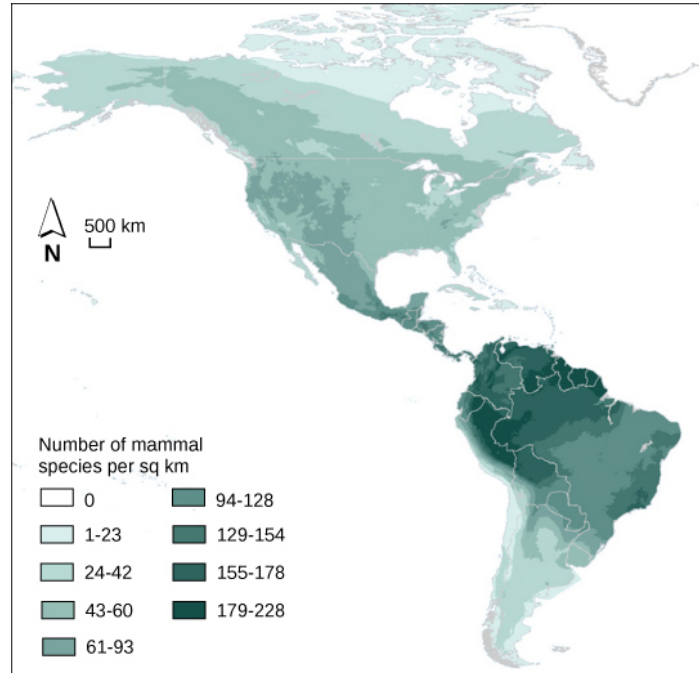 500 km
N
Number of mammal
species per sq km
0
1-23
24-42
43-60
61-93
94-128
129-154
155-178
179-228